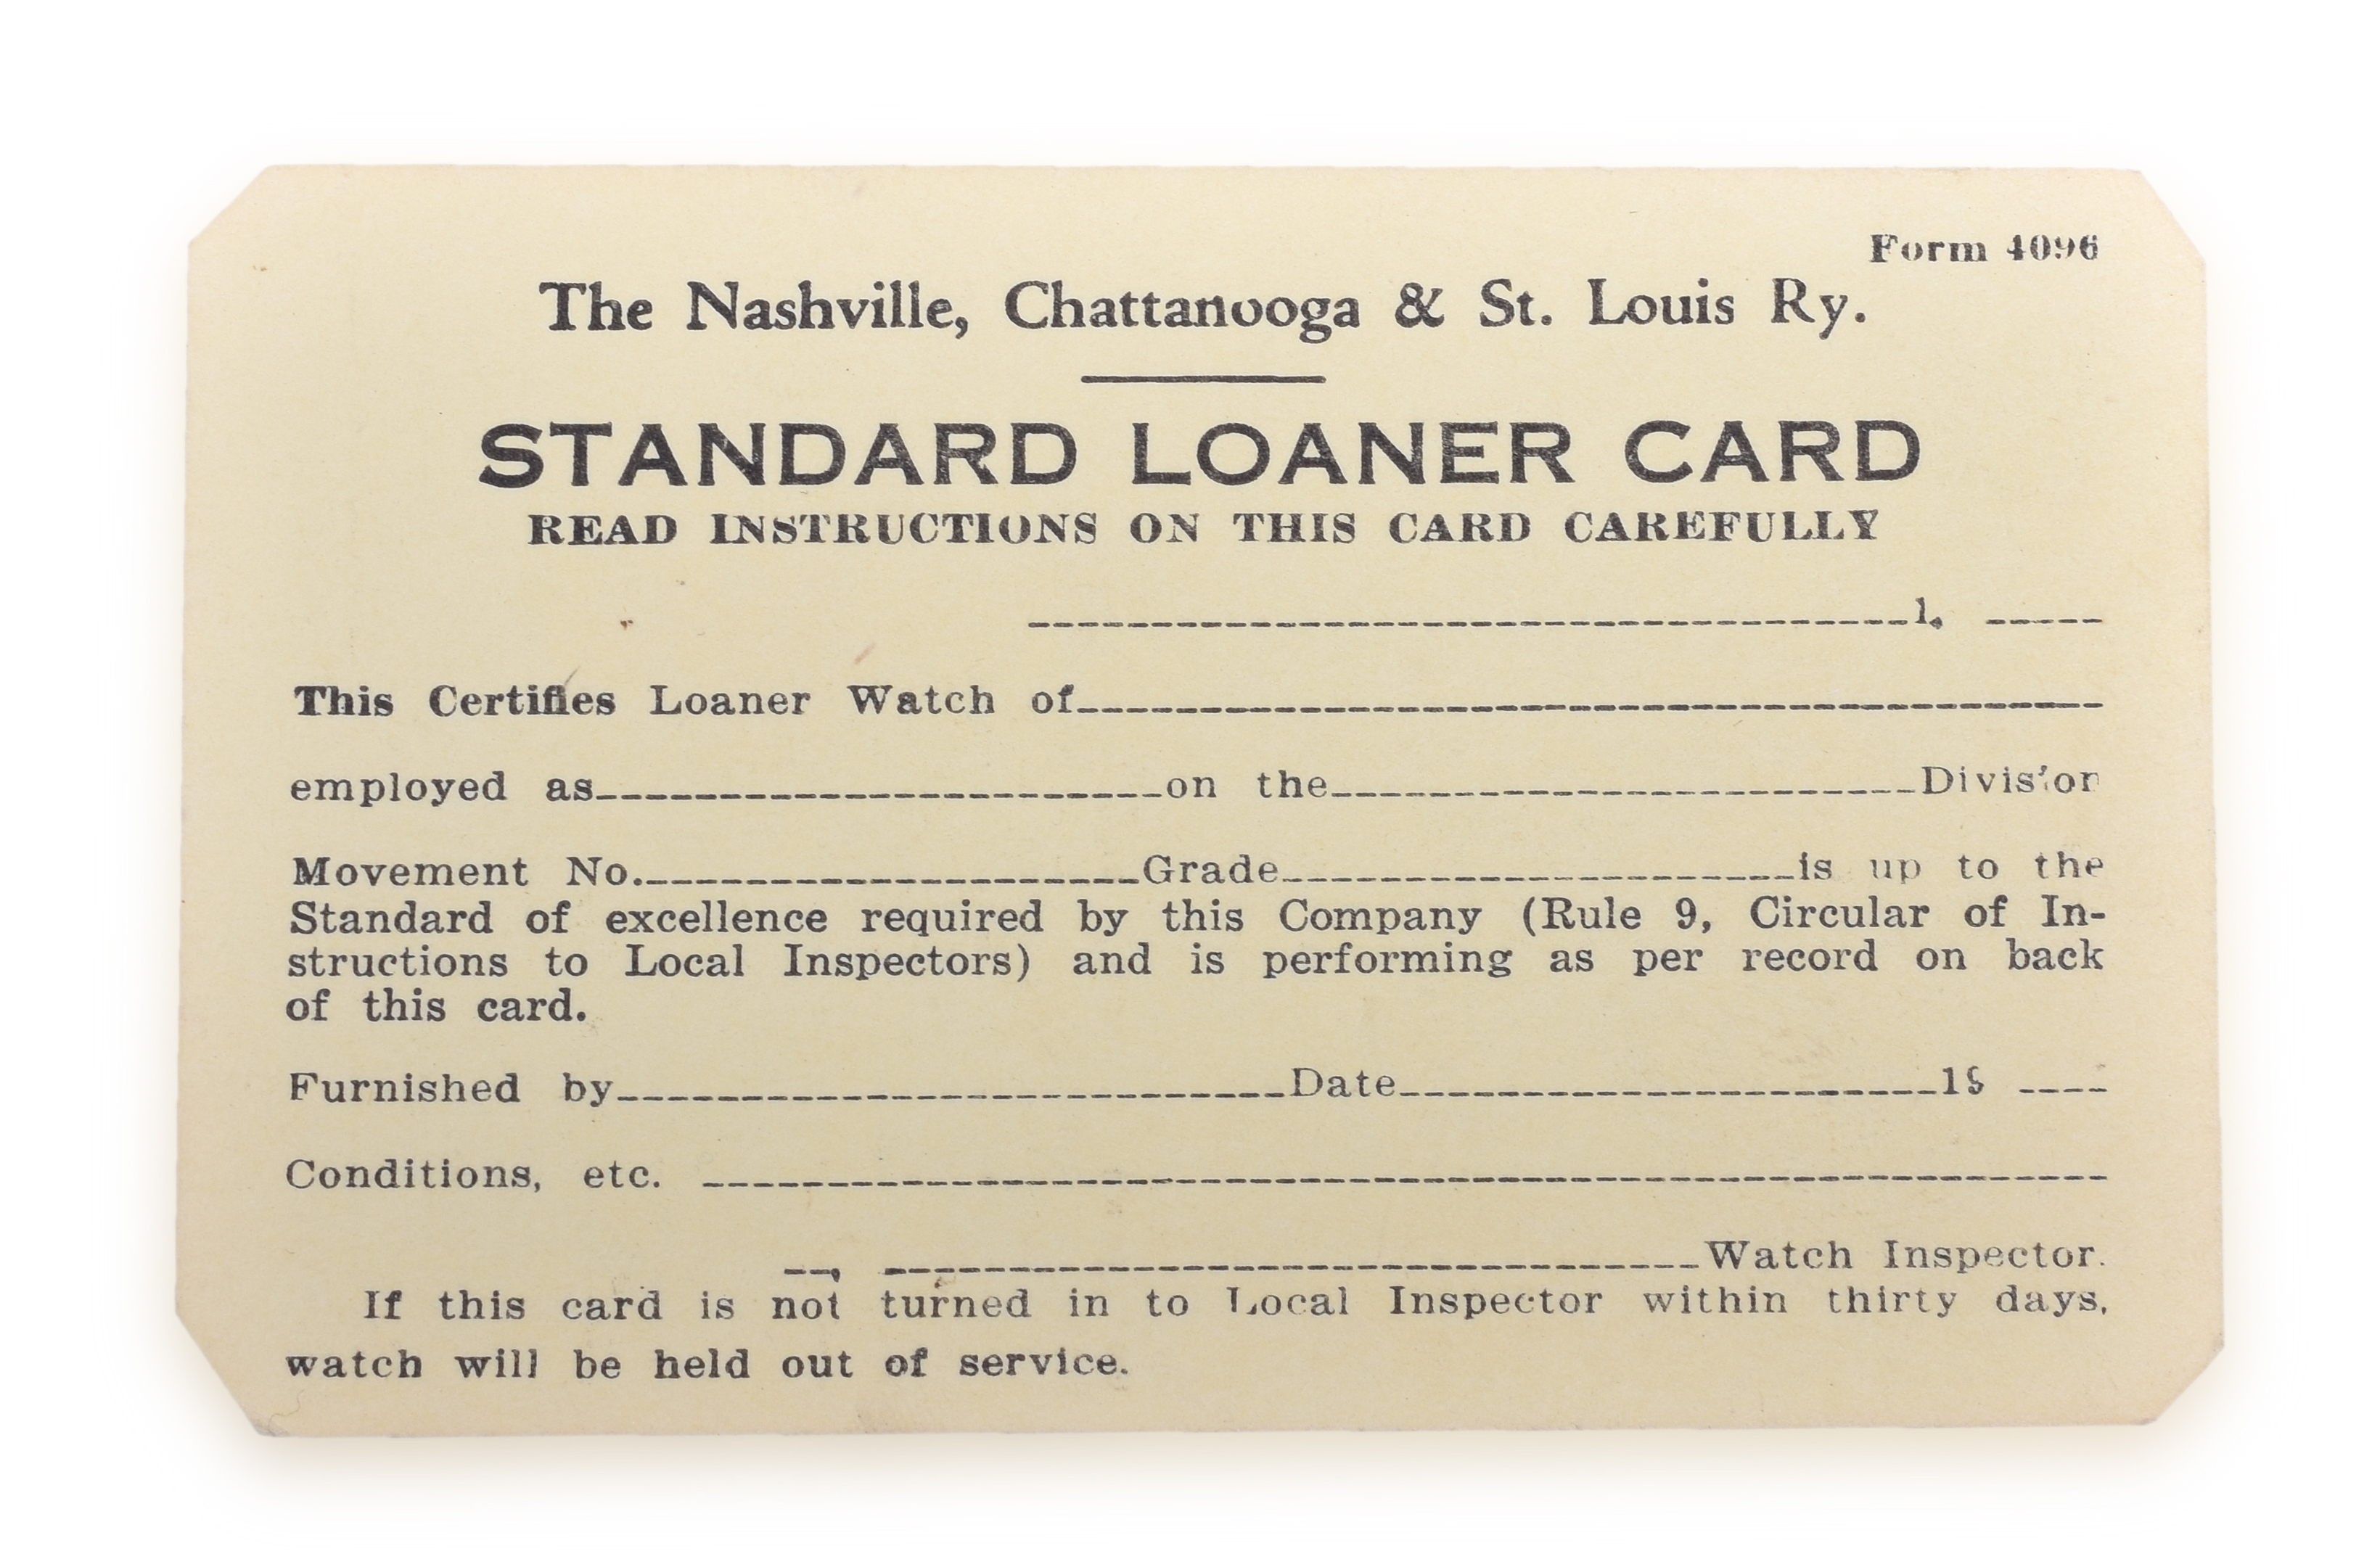 Form 4096
The Nashville, Chattanooga & St. Louis Ry.
STANDARD LOANER CARD
READ INSTRUCTIONS ON THIS CARD CAREFULLY
This Certifies Loaner Watch of
employed as on the Division
Movement No. Grade is up to the
Standard of excellence required by this Company (Rule 9, Circular of In-
structions to Local Inspectors) and is performing as per record on back
of this card.
Furnished by Date 19
Conditions, etc.
Watch Inspector.
If this card is not turned in to Local Inspector within thirty days,
watch will be held out of service.